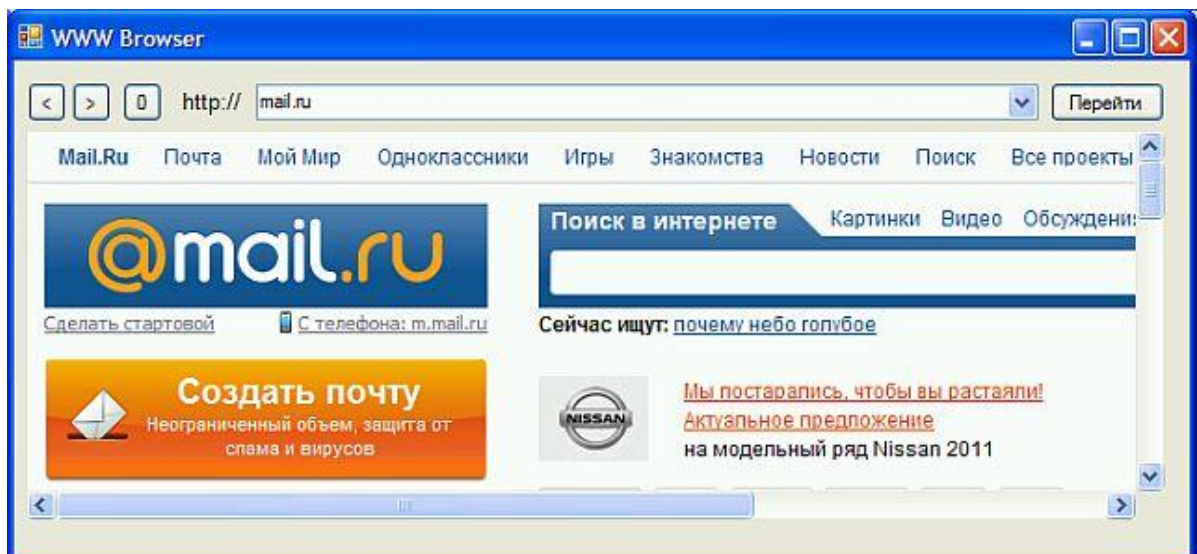 WWW Browser
< > 0 http:// mail.ru Перейти
Mail.Ru Почта Мой Мир Одноклассники Игры Знакомства Новости Поиск Все проекты
@mail.ru
Поиск в интернете Картинки Видео Обсуждени
Сделать стартовой С телефона: m.mail.ru
Сейчас ищут: почему небо голубое
Создать почту
Неограниченный объем, защита от
спама и вирусов
NISSAN
Мы постарались, чтобы вы растаяли!
Актуальное предложение
на модельный ряд Nissan 2011